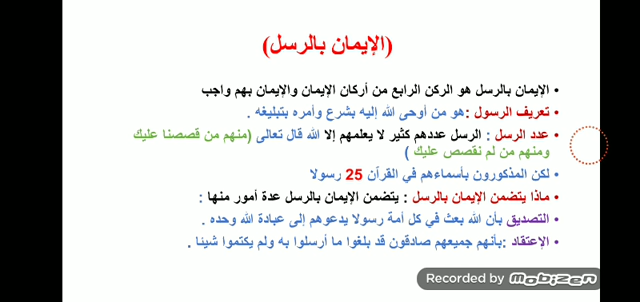 (الإيمان بالرسل)
• الإيمان بالرسل هو الركن الرابع من أركان الإيمان والإيمان بهم واجب
• تعريف الرسول :هو من أوحى الله إليه بشرع وأمره بتبليغه .
• عدد الرسل : الرسل عددهم كثير لا يعلمهم إلا الله قال تعالى (منهم من قصصنا عليك
ومنهم من لم نقصص عليك )
• لكن المذكورون بأسماءهم في القرآن 25 رسولا
• ماذا يتضمن الإيمان بالرسل : يتضمن الإيمان بالرسل عدة أمور منها :
• التصديق بأن الله بعث في كل أمة رسولا يدعوهم إلى عبادة الله وحده .
• الإعتقاد :بأنهم جميعهم صادقون قد بلغوا ما أرسلوا به ولم يكتموا شيئا .
Recorded by mobizen